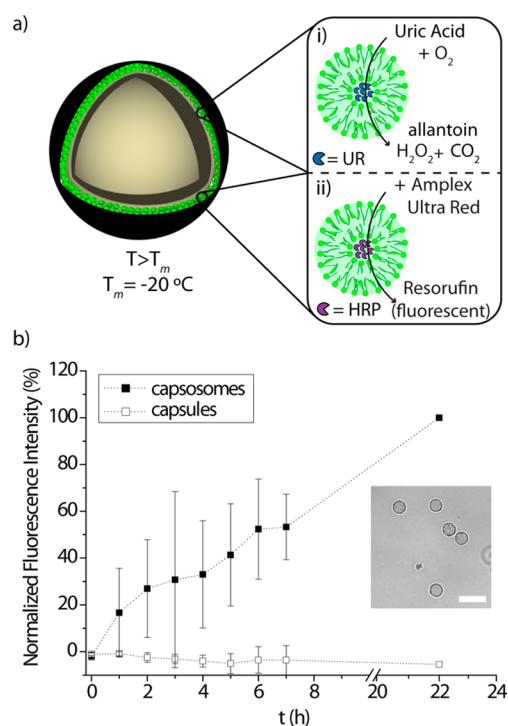 a)
T>Tm
Tm= -20 ºC
i)
Uric Acid
+ O2
allantoin
H2O2+ CO2
=UR
ii)
+ Amplex
Ultra Red
Resorufin
(fluorescent)
=HRP
b)
Normalized Fluorescence Intensity (%)
120
100
80
60
40
20
0
capsosomes
capsules
0 2 4 6 8 20 22 24
t (h)